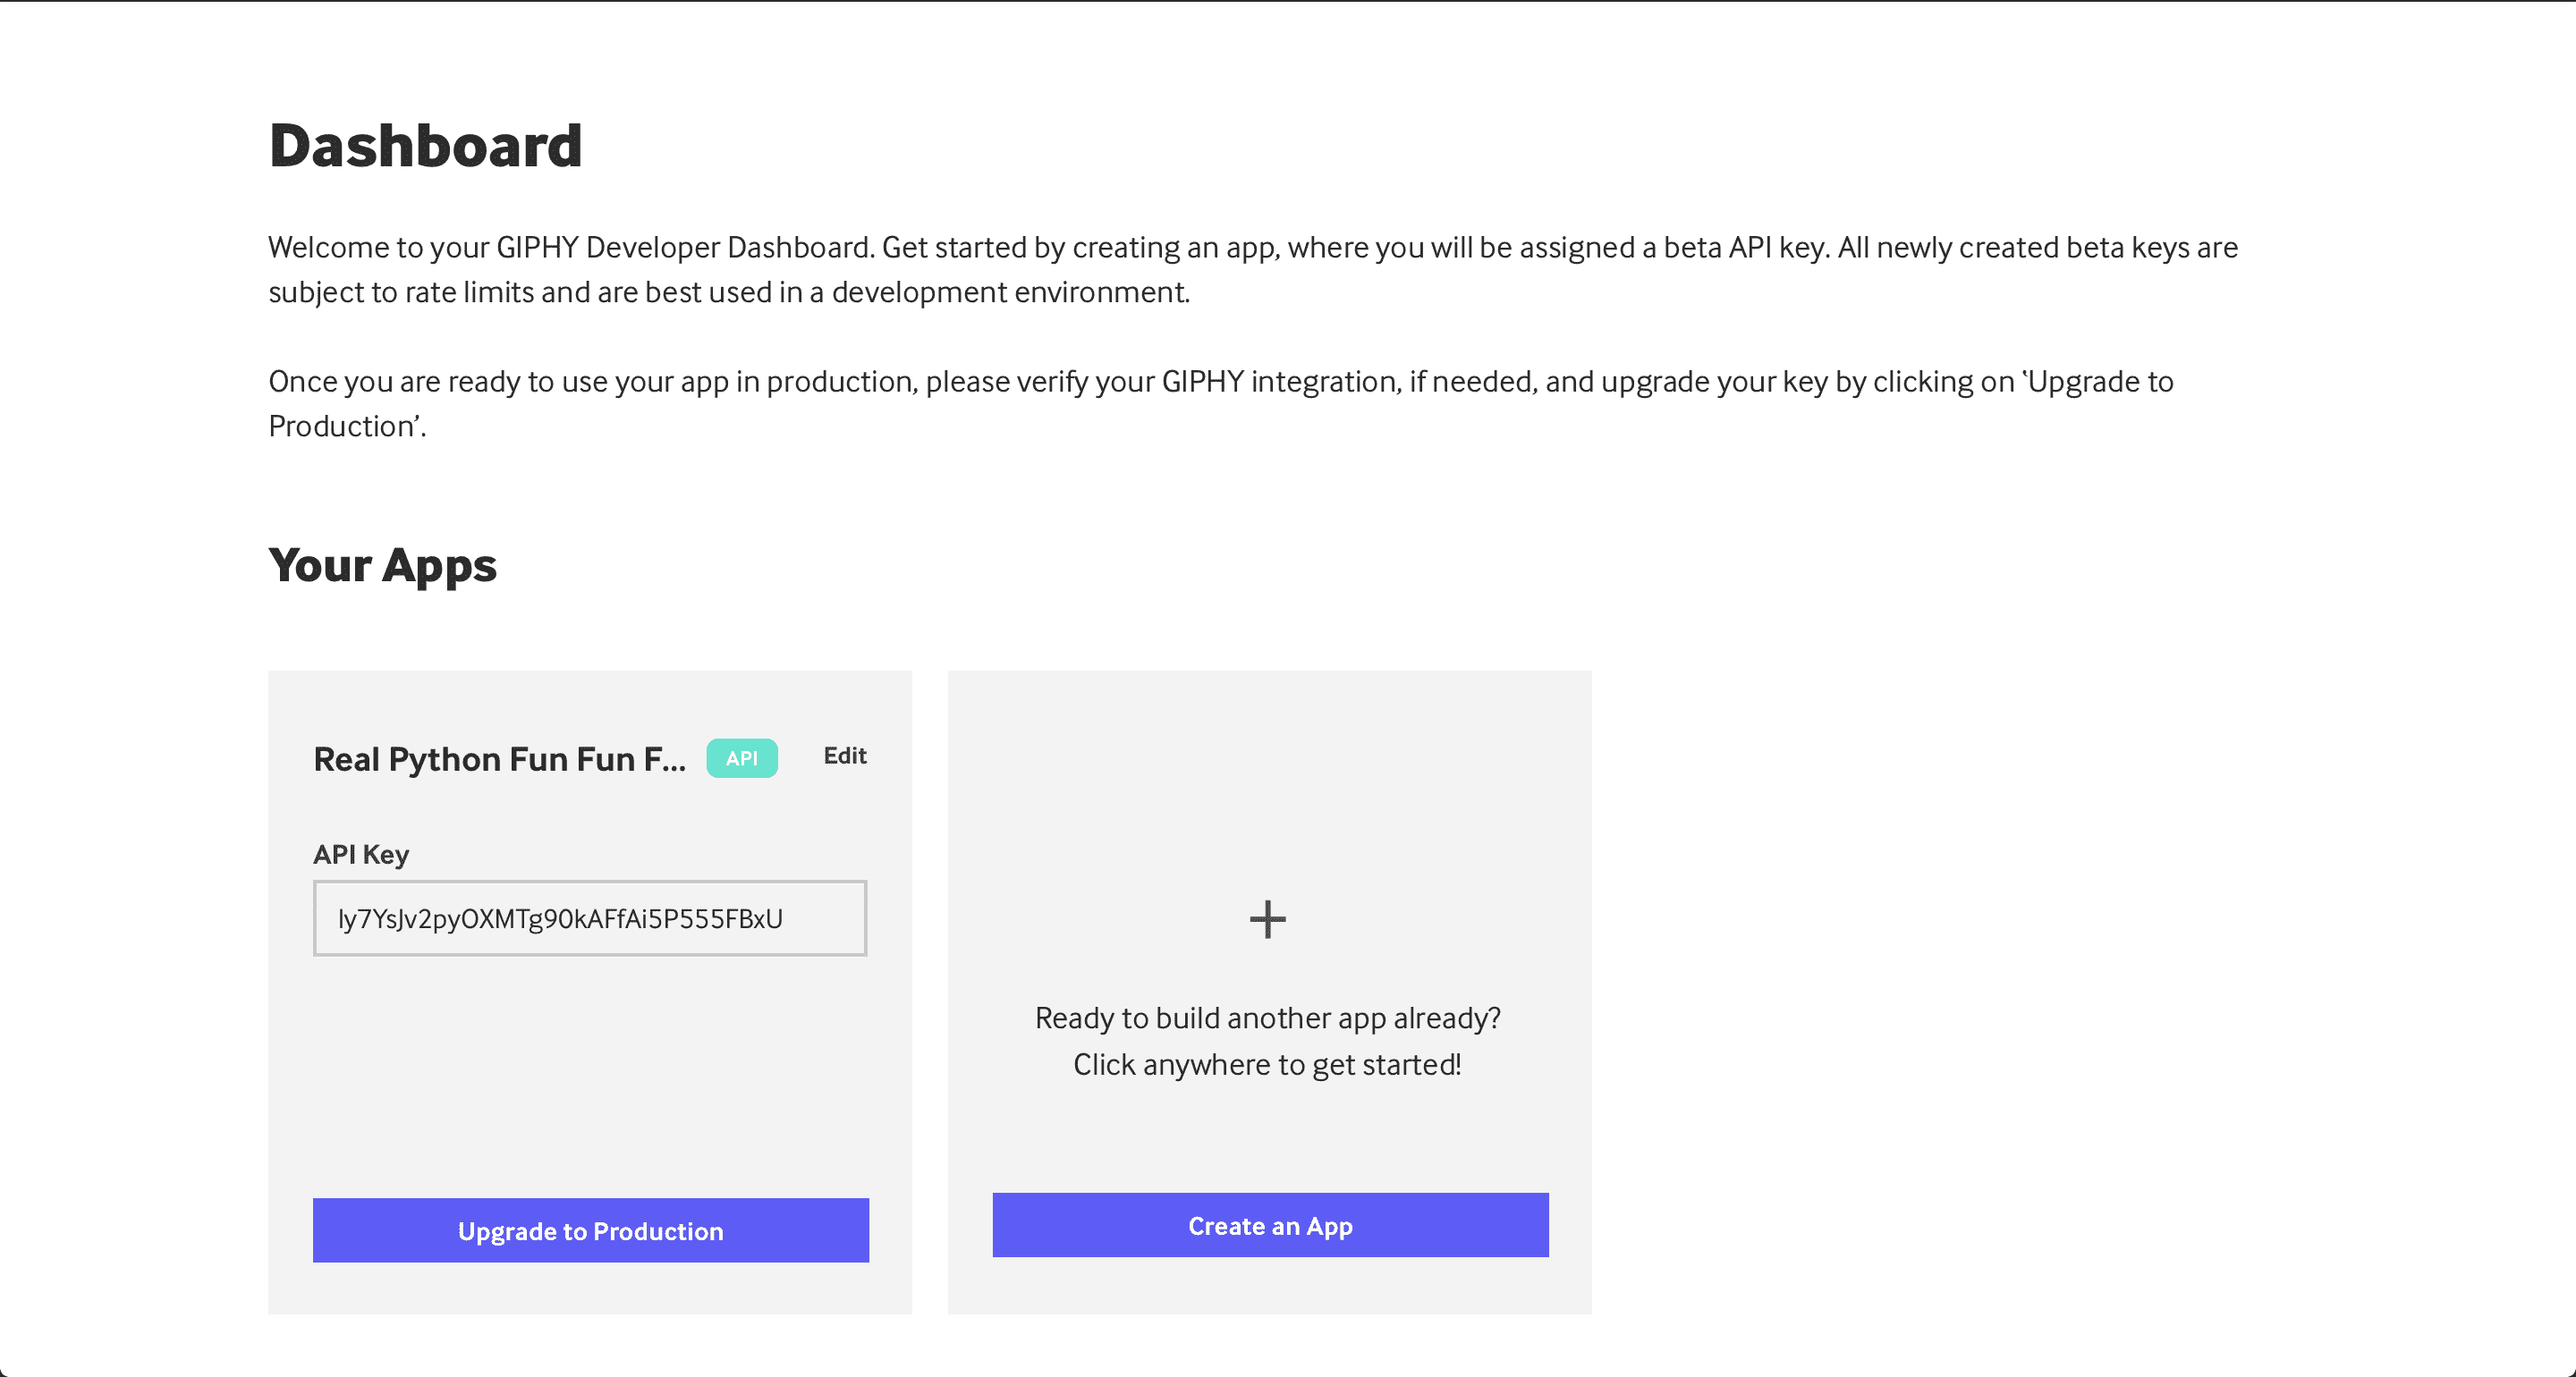 Dashboard
Welcome to your GIPHY Developer Dashboard. Get started by creating an app, where you will be assigned a beta API key. All newly created beta keys are
subject to rate limits and are best used in a development environment.
Once you are ready to use your app in production, please verify your GIPHY integration, if needed, and upgrade your key by clicking on ‛Upgrade to
Production’.
Your Apps
Real Python Fun Fun F... API Edit
API Key
Iy7YsJv2pyOXMTg90kAFfAi5P555FBxU
Upgrade to Production
+
Ready to build another app already?
Click anywhere to get started!
Create an App